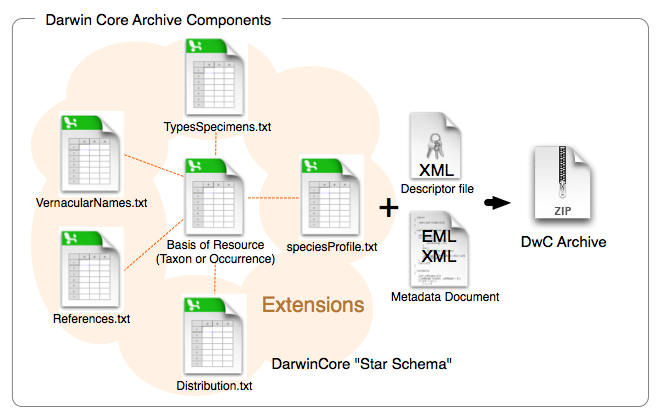 Darwin Core Archive Components
TypesSpecimens.txt
VernacularNames.txt
Basis of Resource
(Taxon or Occurrence)
speciesProfile.txt
References.txt
Extensions
Distribution.txt
DarwinCore "Star Schema"
+
XML
Descriptor file
EML
XML
Metadata Document
ZIP
DwC Archive